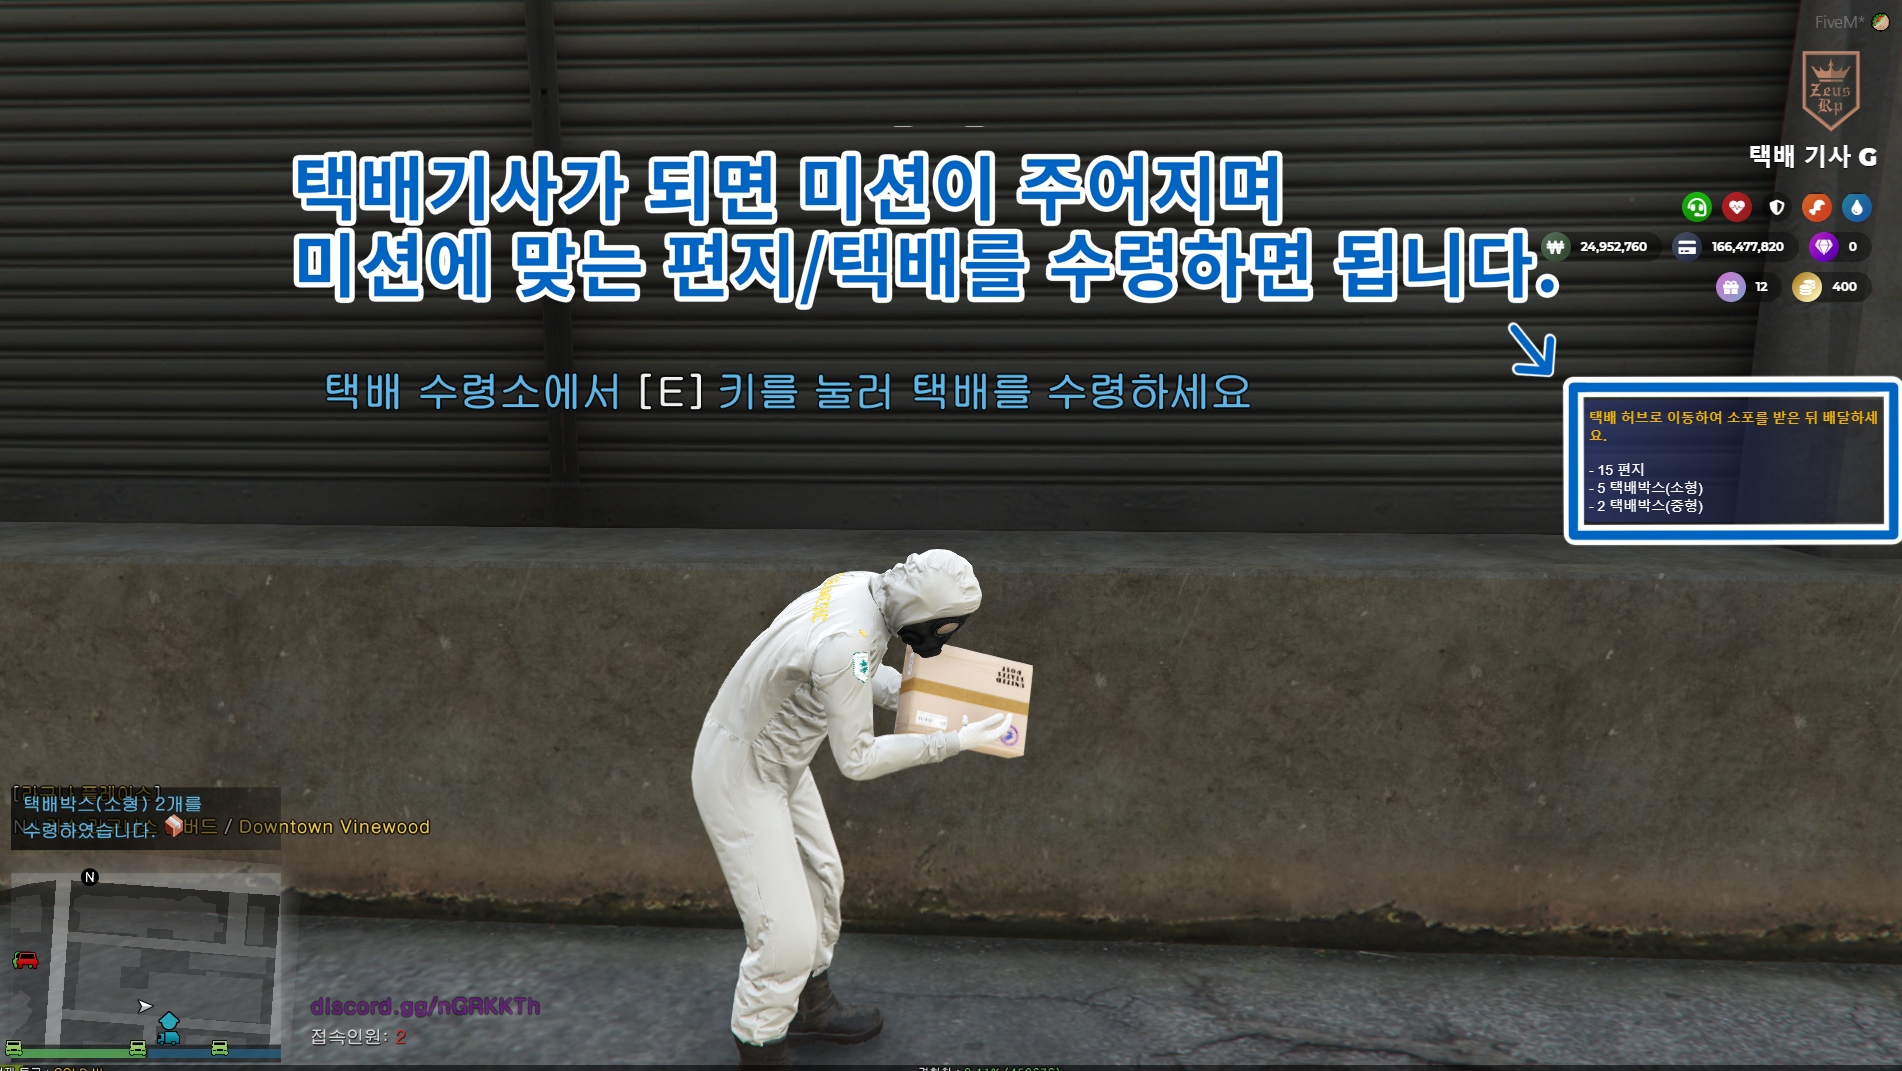 FiveM*
Zeus
Rp
택배 기사 G
택배기사가 되면 미션이 주어지며
미션에 맞는 편지/택배를 수령하면 됩니다.
24,952,760
166,477,820
0
12
400
택배 수령소에서 [E] 키를 눌러 택배를 수령하세요
택배 허브로 이동하여 소포를 받은 뒤 배달하세
요.
- 15 편지
- 5 택배박스(소형)
- 2 택배박스(중형)
UNITED
STATES
POST
택배박스(소형) 2개를
수령하였습니다.
버드 / Downtown Vinewood
N
discord.gg/nGRKKTh
접속인원: 2